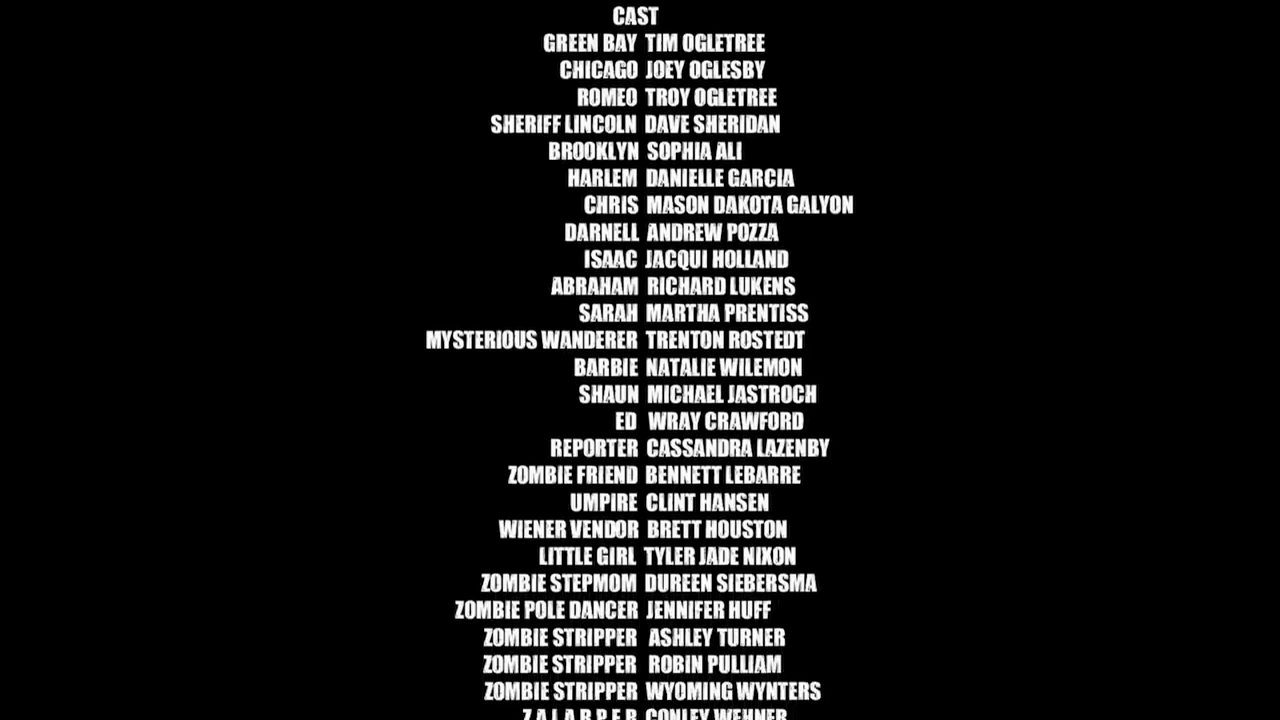 CAST
GREEN BAY TIM OGLETREE
CHICAGO JOEY OGLESBY
ROMEO TROY OGLETREE
SHERIFF LINCOLN DAVE SHERIDAN
BROOKLYN SOPHIA ALI
HARLEM DANIELLE GARCIA
CHRIS MASON DAKOTA GALYON
DARNELL ANDREW POZZA
ISAAC JACQUI HOLLAND
ABRAHAM RICHARD LUKENS
SARAH MARTHA PRENTISS
MYSTERIOUS WANDERER TRENTON ROSTEDT
BARBIE NATALIE WILEMON
SHAUN MICHAEL JASTROCH
ED WRAY CRAWFORD
REPORTER CASSANDRA LAZENBY
ZOMBIE FRIEND BENNETT LEBARRE
UMPIRE CLINT HANSEN
WIENER VENDOR BRETT HOUSTON
LITTLE GIRL TYLER JADE NIXON
ZOMBIE STEPMOM DUREEN SIEBERSMA
ZOMBIE POLE DANCER JENNIFER HUFF
ZOMBIE STRIPPER ASHLEY TURNER
ZOMBIE STRIPPER ROBIN PULLIAM
ZOMBIE STRIPPER WYOMING WYNTERS
CONLEY WEHNER